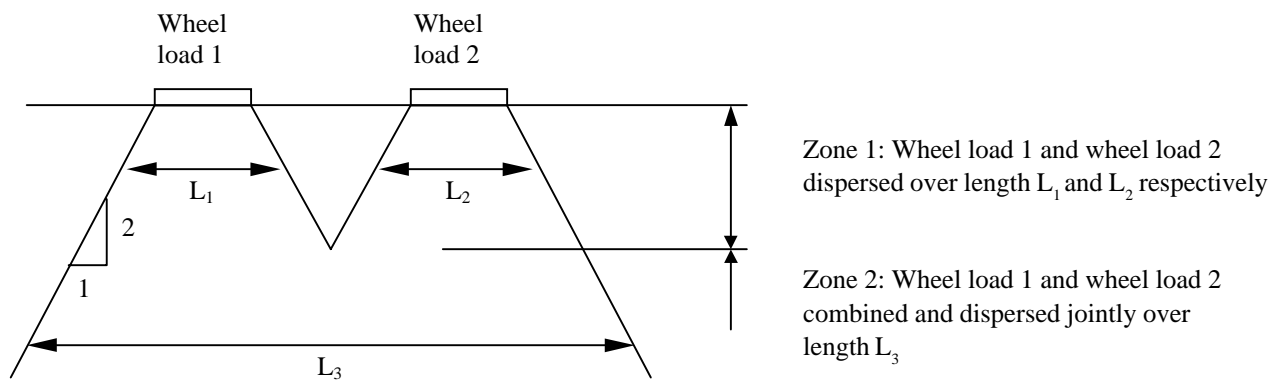 Wheel
load 1
Wheel
load 2
Zone 1: Wheel load 1 and wheel load 2
dispersed over length L₁ and L₂ respectively
L₁
L₂
2
1
Zone 2: Wheel load 1 and wheel load 2
combined and dispersed jointly over
length L₃
L₃